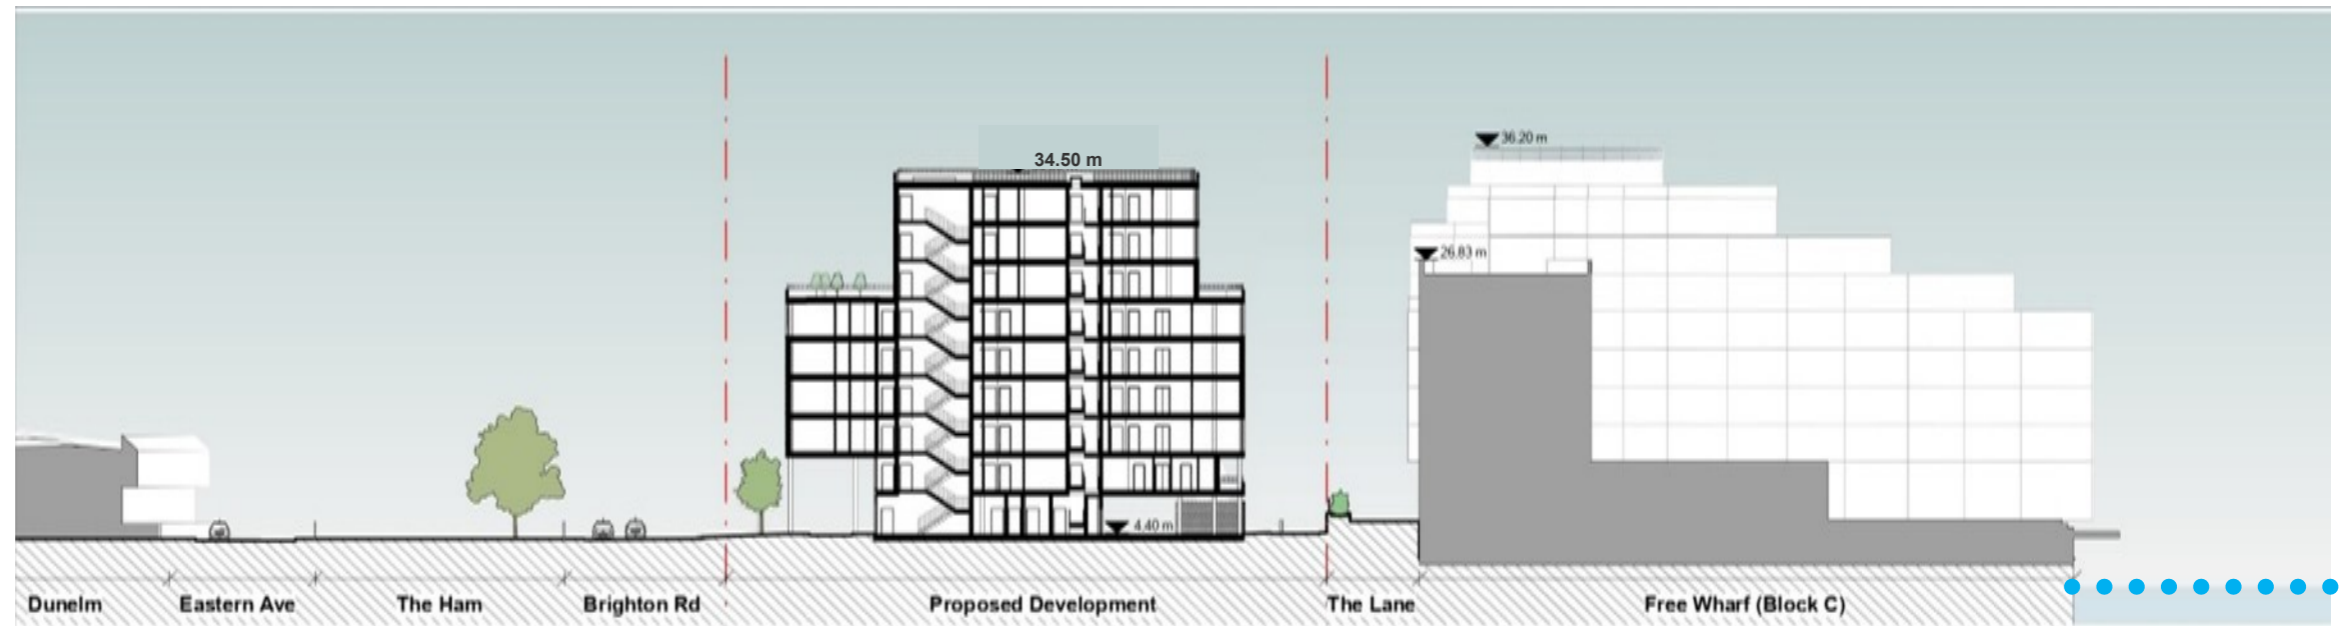 36.20 m
34.50 m
26.83 m
4.40 m
Dunelm
Eastern Ave
The Ham
Brighton Rd
Proposed Development
The Lane
Free Wharf (Block C)